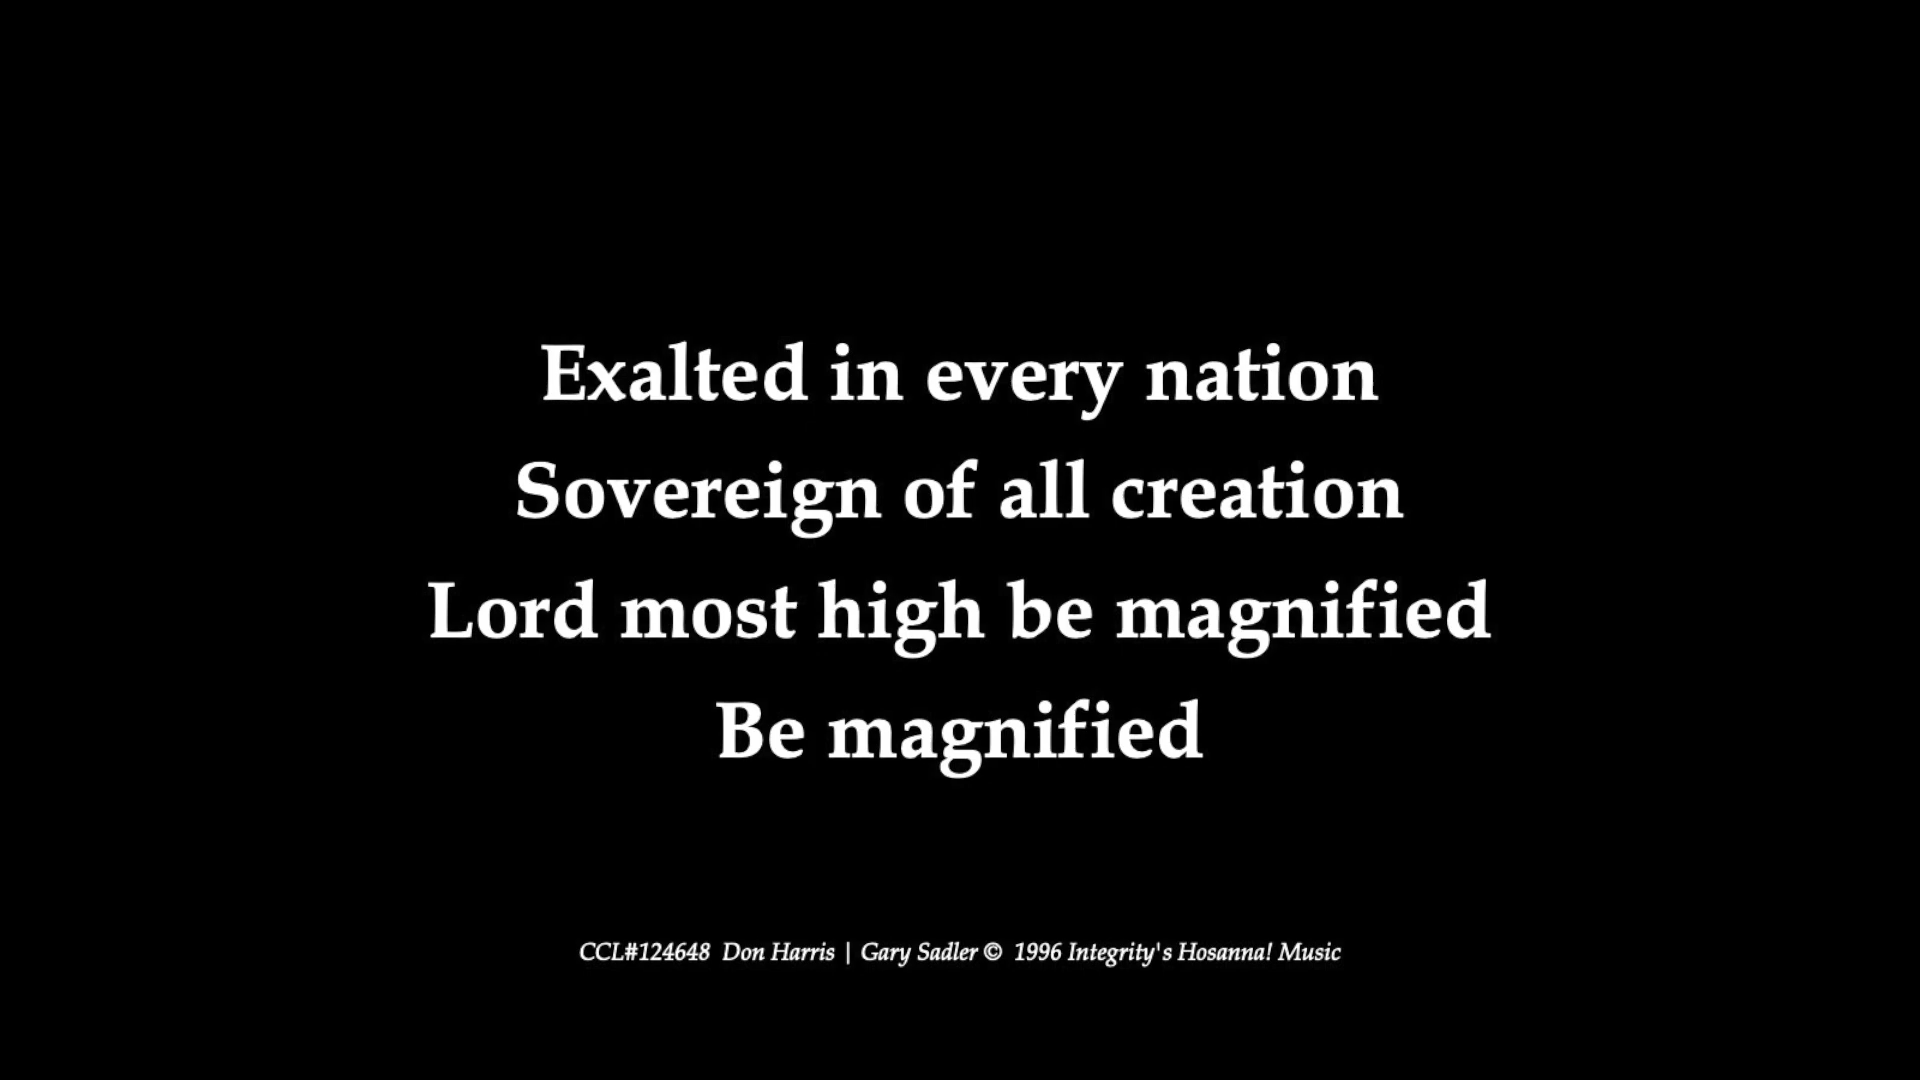 Exalted in every nation
Sovereign of all creation
Lord most high be magnified
Be magnified
CCL#124648 Don Harris | Gary Sadler © 1996 Integrity's Hosanna! Music